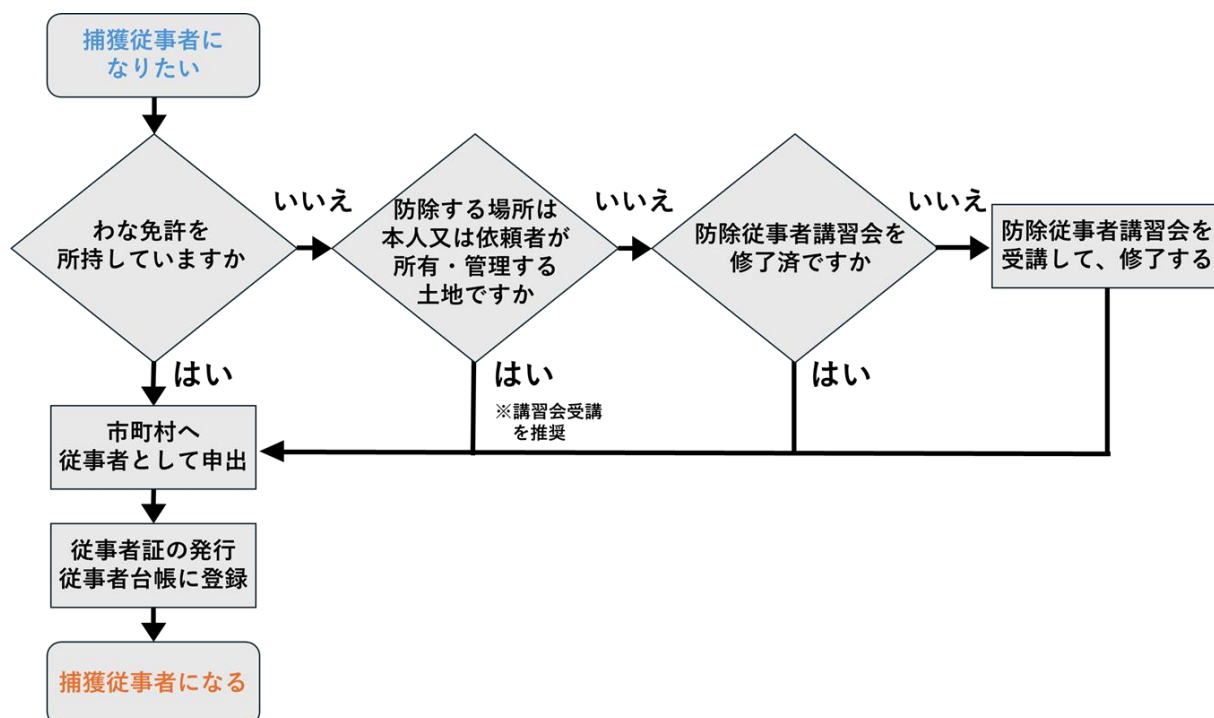 捕獲従事者に
なりたい
わな免許を
所持していますか
いいえ
防除する場所は
本人又は依頼者が
所有・管理する
土地ですか
いいえ
防除従事者講習会を
修了済ですか
いいえ
防除従事者講習会を
受講して、修了する
はい
はい
※講習会受講
を推奨
はい
市町村へ
従事者として申出
従事者証の発行
従事者台帳に登録
捕獲従事者になる